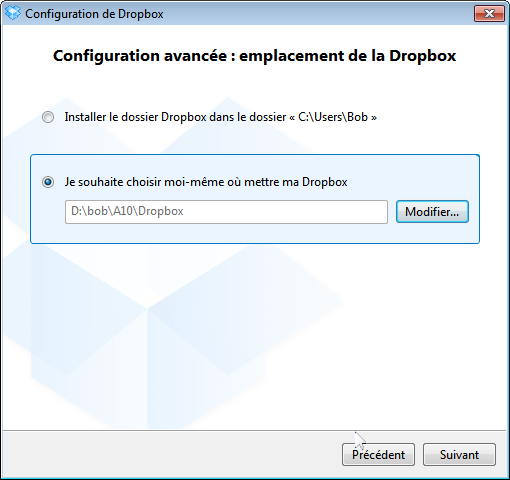 Configuration de Dropbox
Configuration avancée : emplacement de la Dropbox
Installer le dossier Dropbox dans le dossier « C:\Users\Bob »
Je souhaite choisir moi-même où mettre ma Dropbox
D:\bob\A10\Dropbox
Modifier...
Précédent
Suivant